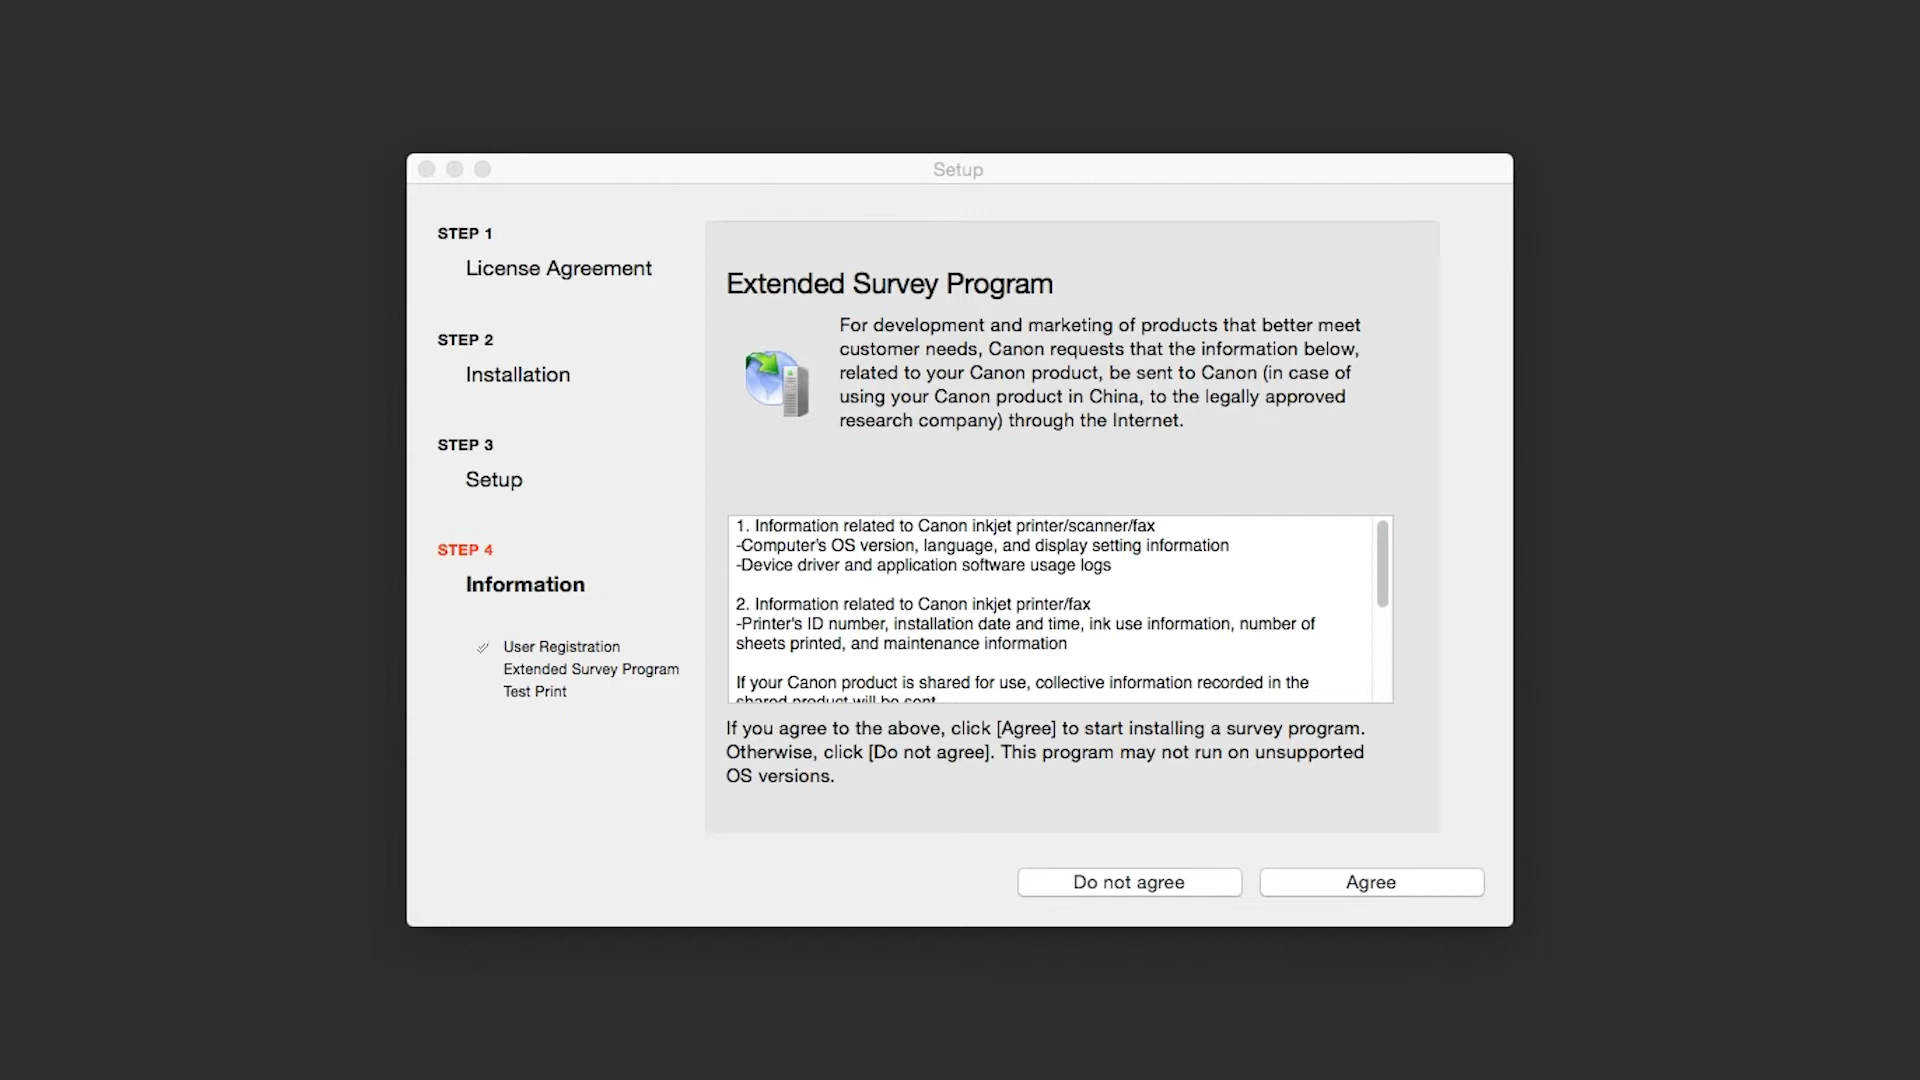 Setup
STEP 1
License Agreement
STEP 2
Installation
STEP 3
Setup
STEP 4
Information
User Registration
Extended Survey Program
Test Print
Extended Survey Program
For development and marketing of products that better meet
customer needs, Canon requests that the information below,
related to your Canon product, be sent to Canon (in case of
using your Canon product in China, to the legally approved
research company) through the Internet.
1. Information related to Canon inkjet printer/scanner/fax
-Computer's OS version, language, and display setting information
-Device driver and application software usage logs
2. Information related to Canon inkjet printer/fax
-Printer's ID number, installation date and time, ink use information, number of
sheets printed, and maintenance information
If your Canon product is shared for use, collective information recorded in the
shared product will be sent.
If you agree to the above, click [Agree] to start installing a survey program.
Otherwise, click [Do not agree]. This program may not run on unsupported
OS versions.
Do not agree
Agree